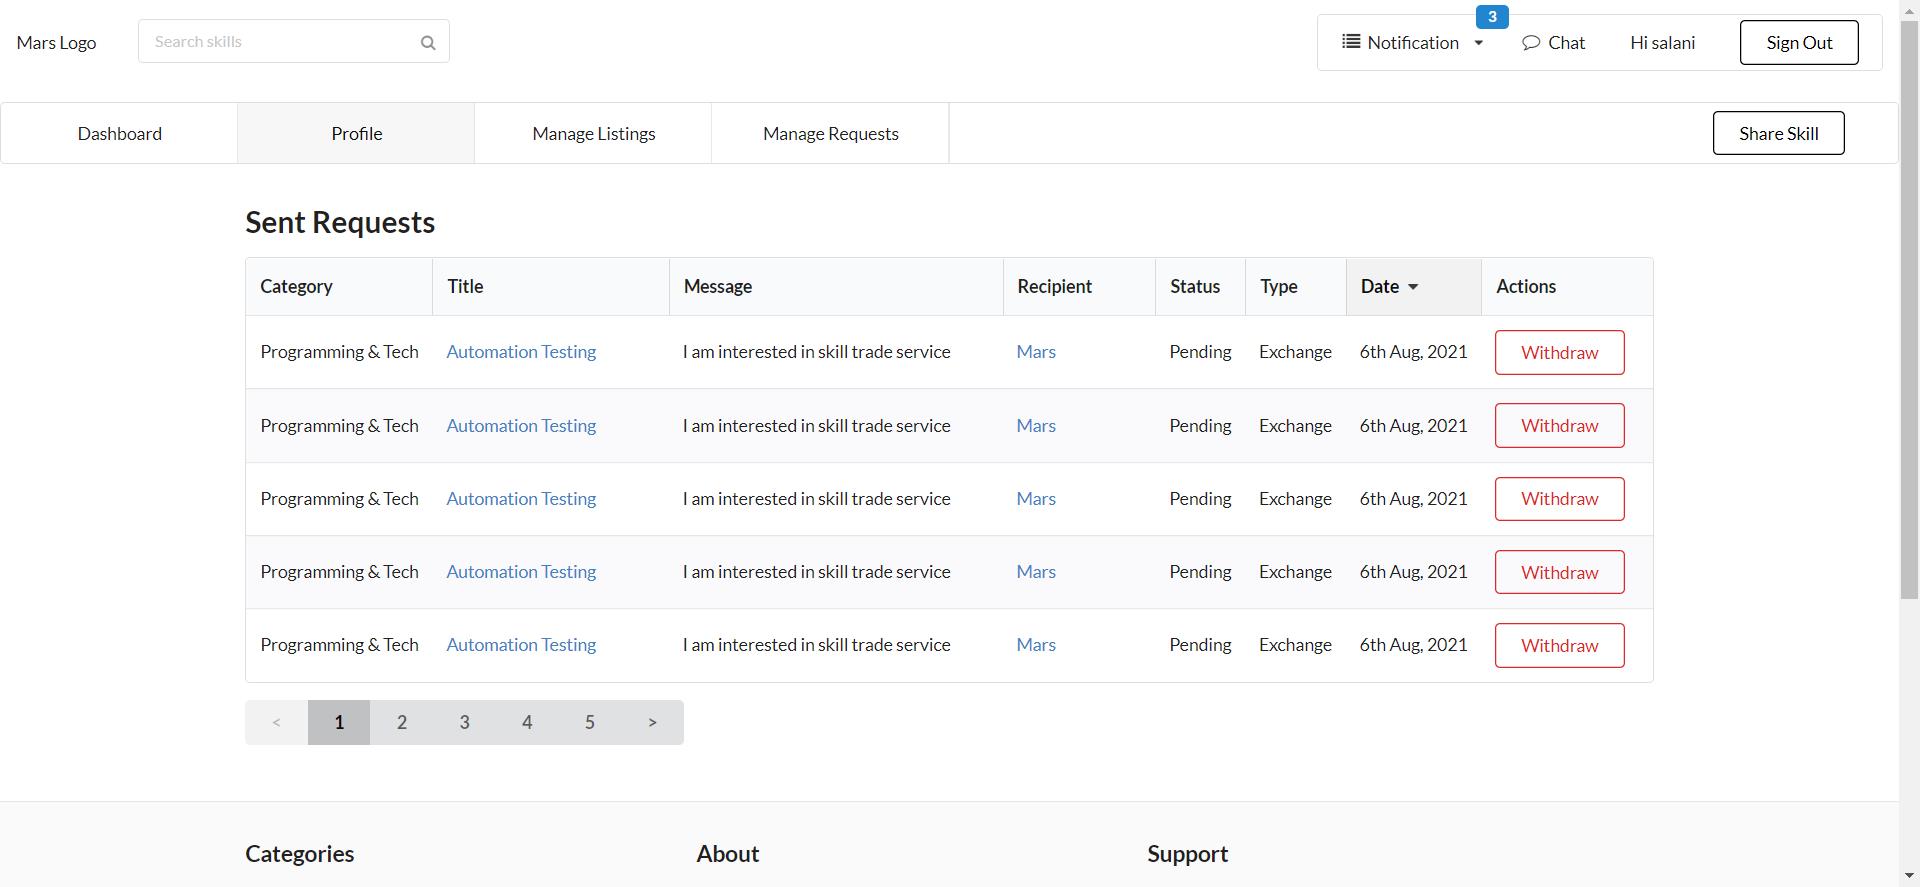 Mars Logo Search skills 3 Notification Chat Hi salani Sign Out
Dashboard Profile Manage Listings Manage Requests Share Skill
Sent Requests
Category Title Message Recipient Status Type Date Actions
Programming & Tech Automation Testing I am interested in skill trade service Mars Pending Exchange 6th Aug, 2021 Withdraw
Programming & Tech Automation Testing I am interested in skill trade service Mars Pending Exchange 6th Aug, 2021 Withdraw
Programming & Tech Automation Testing I am interested in skill trade service Mars Pending Exchange 6th Aug, 2021 Withdraw
Programming & Tech Automation Testing I am interested in skill trade service Mars Pending Exchange 6th Aug, 2021 Withdraw
Programming & Tech Automation Testing I am interested in skill trade service Mars Pending Exchange 6th Aug, 2021 Withdraw
< 1 2 3 4 5 >
Categories About Support